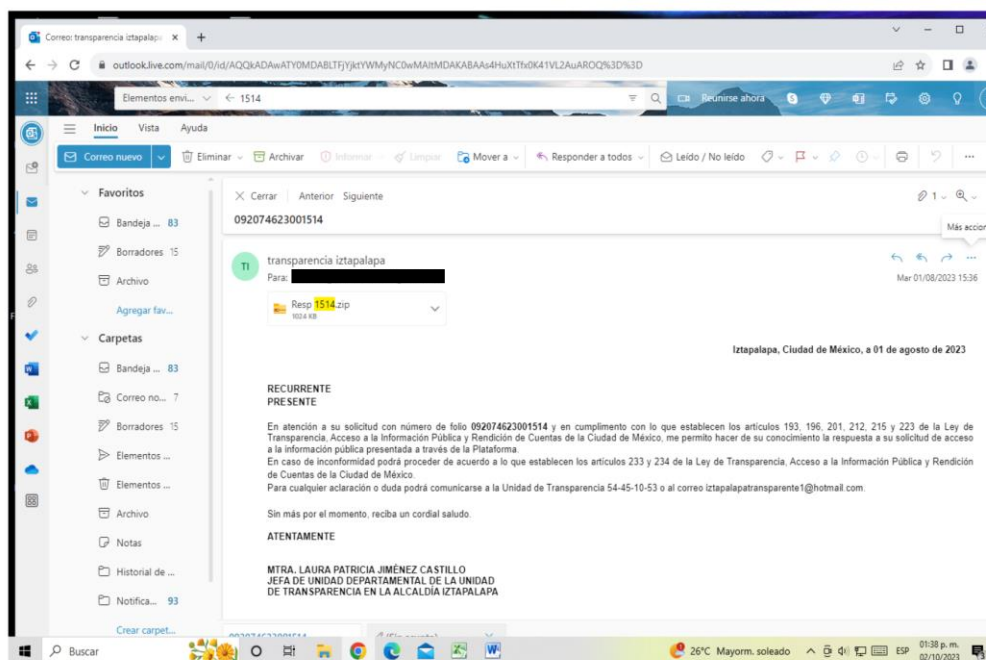 Correo: transparencia iztapalapa
outlook.live.com/mail/0/id/AQQkADAwATY0MDABLTFjYjktYWMyNC0wMAItMDAKABAAs4HuXtTfx0K41VL2AuAROQ%3D%3D
Elementos envi... 1514 Reunirse ahora
Inicio Vista Ayuda
Correo nuevo Eliminar Archivar Informar Limpiar Mover a Responder a todos Leído / No leído
Favoritos
Bandeja ... 83
Borradores 15
Archivo
Agregar fav...
Carpetas
Bandeja ... 83
Correo no... 7
Borradores 15
Elementos ...
Elementos ...
Archivo
Notas
Historial de ...
Notifica... 93
Crear carpet...
Cerrar Anterior Siguiente 1
092074623001514
Más accion
TI transparencia iztapalapa
Para:
Mar 01/08/2023 15:36
Resp 1514.zip
1024 KB
Iztapalapa, Ciudad de México, a 01 de agosto de 2023
RECURRENTE
PRESENTE
En atención a su solicitud con número de folio 092074623001514 y en cumplimento con lo que establecen los artículos 193, 196, 201, 212, 215 y 223 de la Ley de
Transparencia, Acceso a la Información Pública y Rendición de Cuentas de la Ciudad de México, me permito hacer de su conocimiento la respuesta a su solicitud de acceso
a la información pública presentada a través de la Plataforma.
En caso de inconformidad podrá proceder de acuerdo a lo que establecen los artículos 233 y 234 de la Ley de Transparencia, Acceso a la Información Pública y Rendición
de Cuentas de la Ciudad de México.
Para cualquier aclaración o duda podrá comunicarse a la Unidad de Transparencia 54-45-10-53 o al correo iztapalapatransparente1@hotmail.com.
Sin más por el momento, reciba un cordial saludo.
ATENTAMENTE
MTRA. LAURA PATRICIA JIMÉNEZ CASTILLO
JEFA DE UNIDAD DEPARTAMENTAL DE LA UNIDAD
DE TRANSPARENCIA EN LA ALCALDÍA IZTAPALAPA
Buscar
26°C Mayorm. soleado ESP 01:38 p. m.
02/10/2023